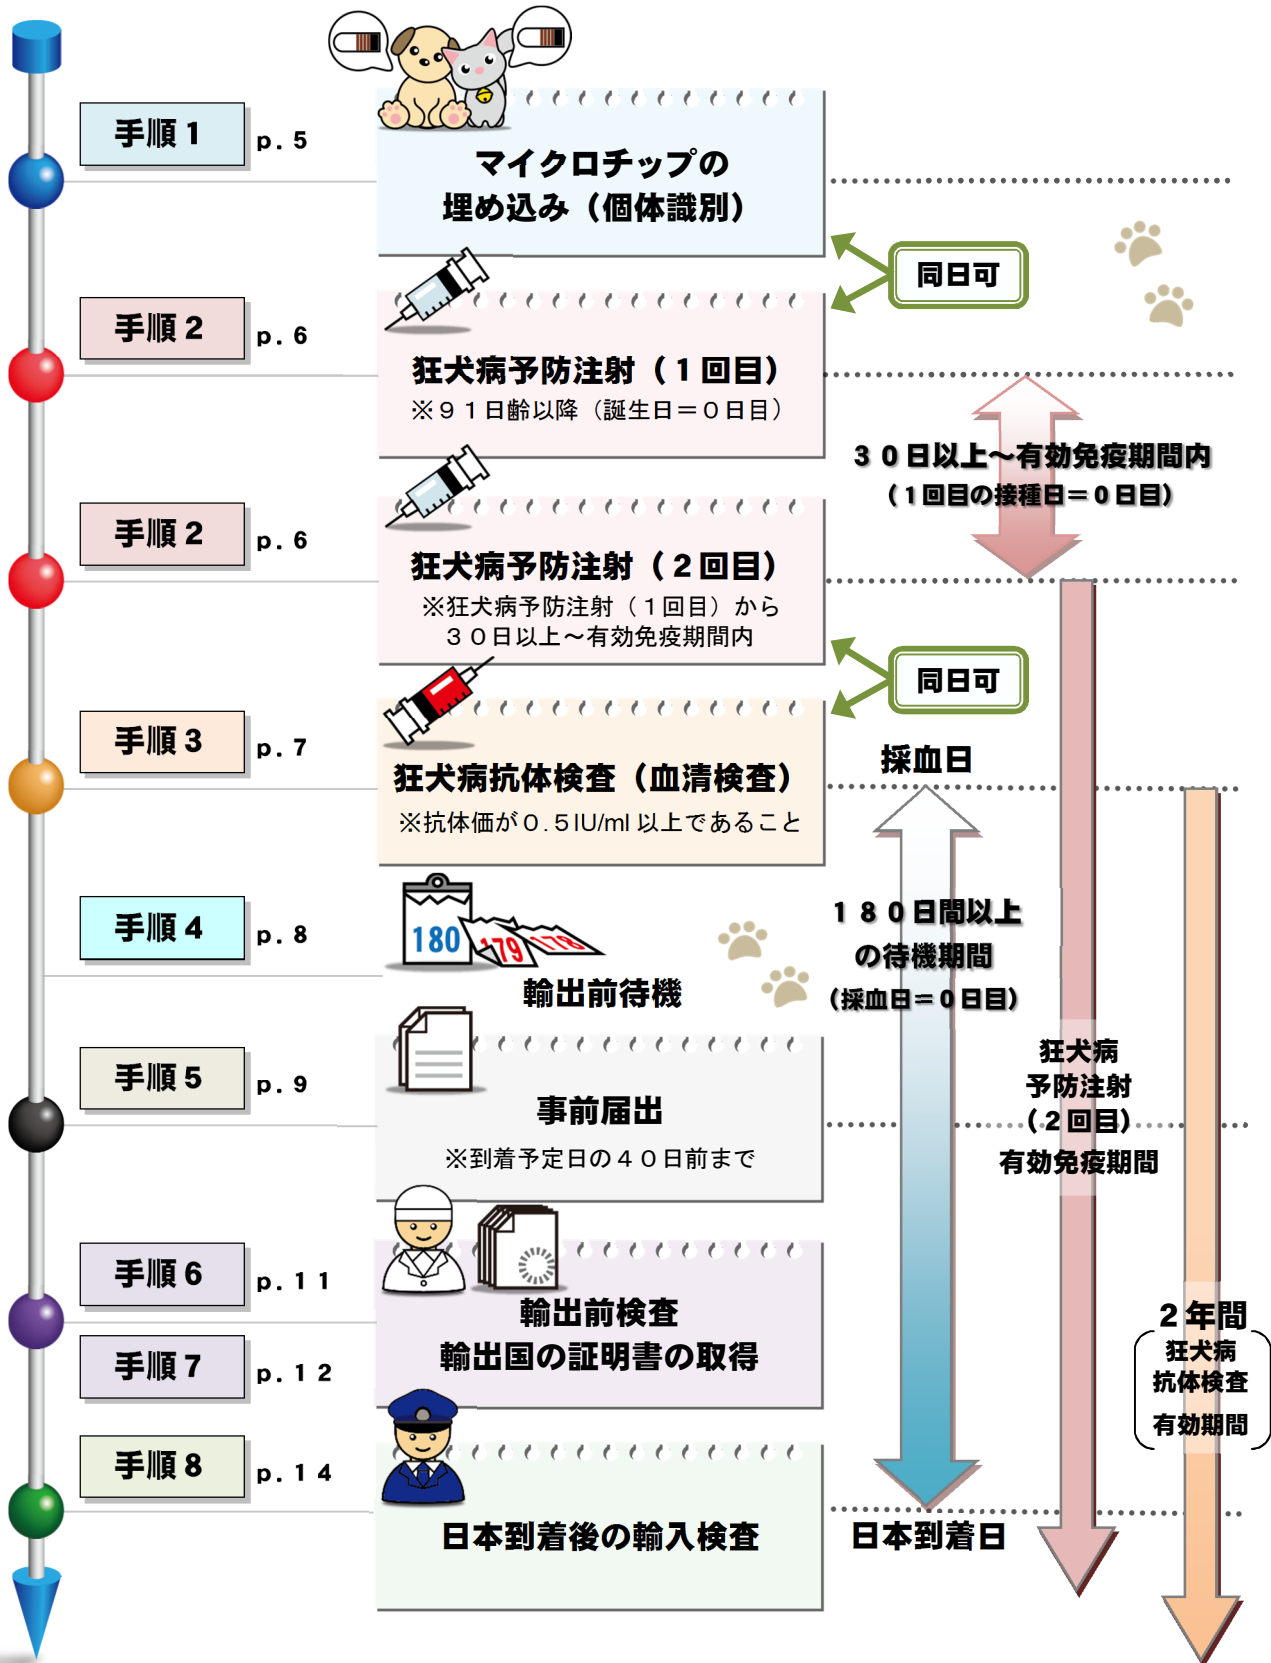 手順１
p. 5
マイクロチップの
埋め込み（個体識別）
同日可
手順２
p. 6
狂犬病予防注射（１回目）
※９１日齢以降（誕生日＝０日目）
３０日以上～有効免疫期間内
（１回目の接種日＝０日目）
手順２
p. 6
狂犬病予防注射（２回目）
※狂犬病予防注射（１回目）から
３０日以上～有効免疫期間内
同日可
手順３
p. 7
狂犬病抗体検査（血清検査）
※抗体価が０.５IU/ml 以上であること
採血日
手順４
p. 8
180
179
178
輸出前待機
１８０日間以上
の待機期間
（採血日＝０日目）
手順５
p. 9
事前届出
※到着予定日の４０日前まで
狂犬病
予防注射
（２回目）
有効免疫期間
手順６
p. 11
輸出前検査
輸出国の証明書の取得
手順７
p. 12
２年間
狂犬病
抗体検査
有効期間
手順８
p. 14
日本到着後の輸入検査
日本到着日